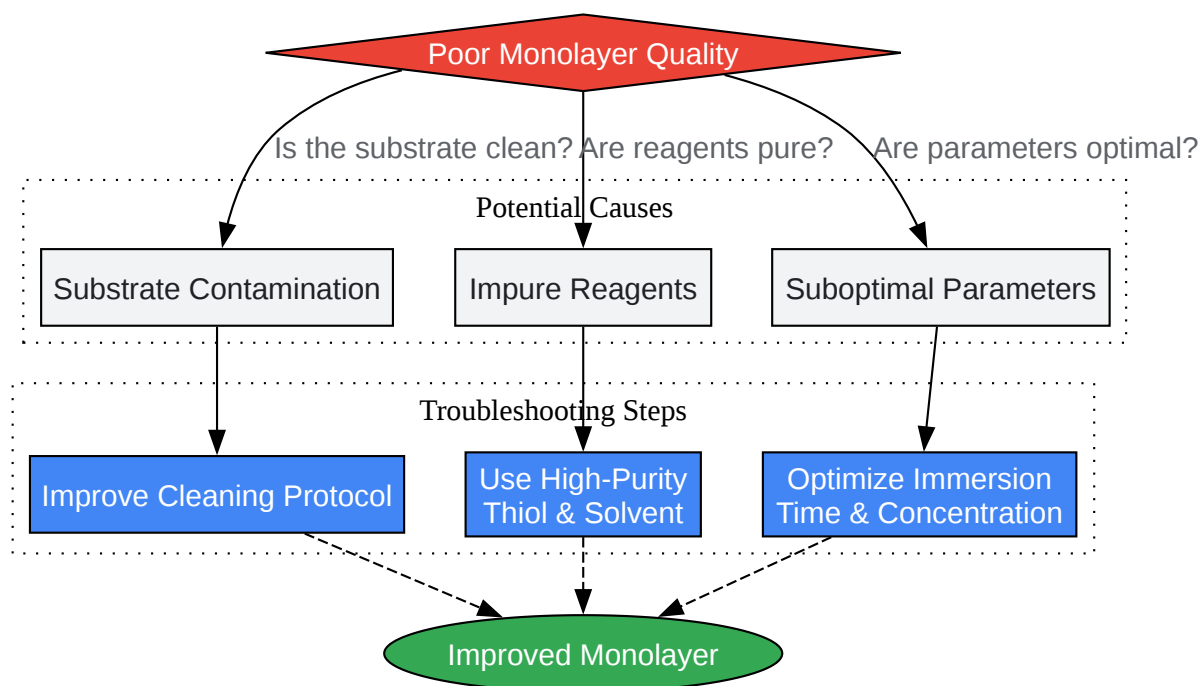 Poor Monolayer Quality
Is the substrate clean?
Are reagents pure?
Are parameters optimal?
Potential Causes
Substrate Contamination
Impure Reagents
Suboptimal Parameters
Troubleshooting Steps
Improve Cleaning Protocol
Use High-Purity
Thiol & Solvent
Optimize Immersion
Time & Concentration
Improved Monolayer